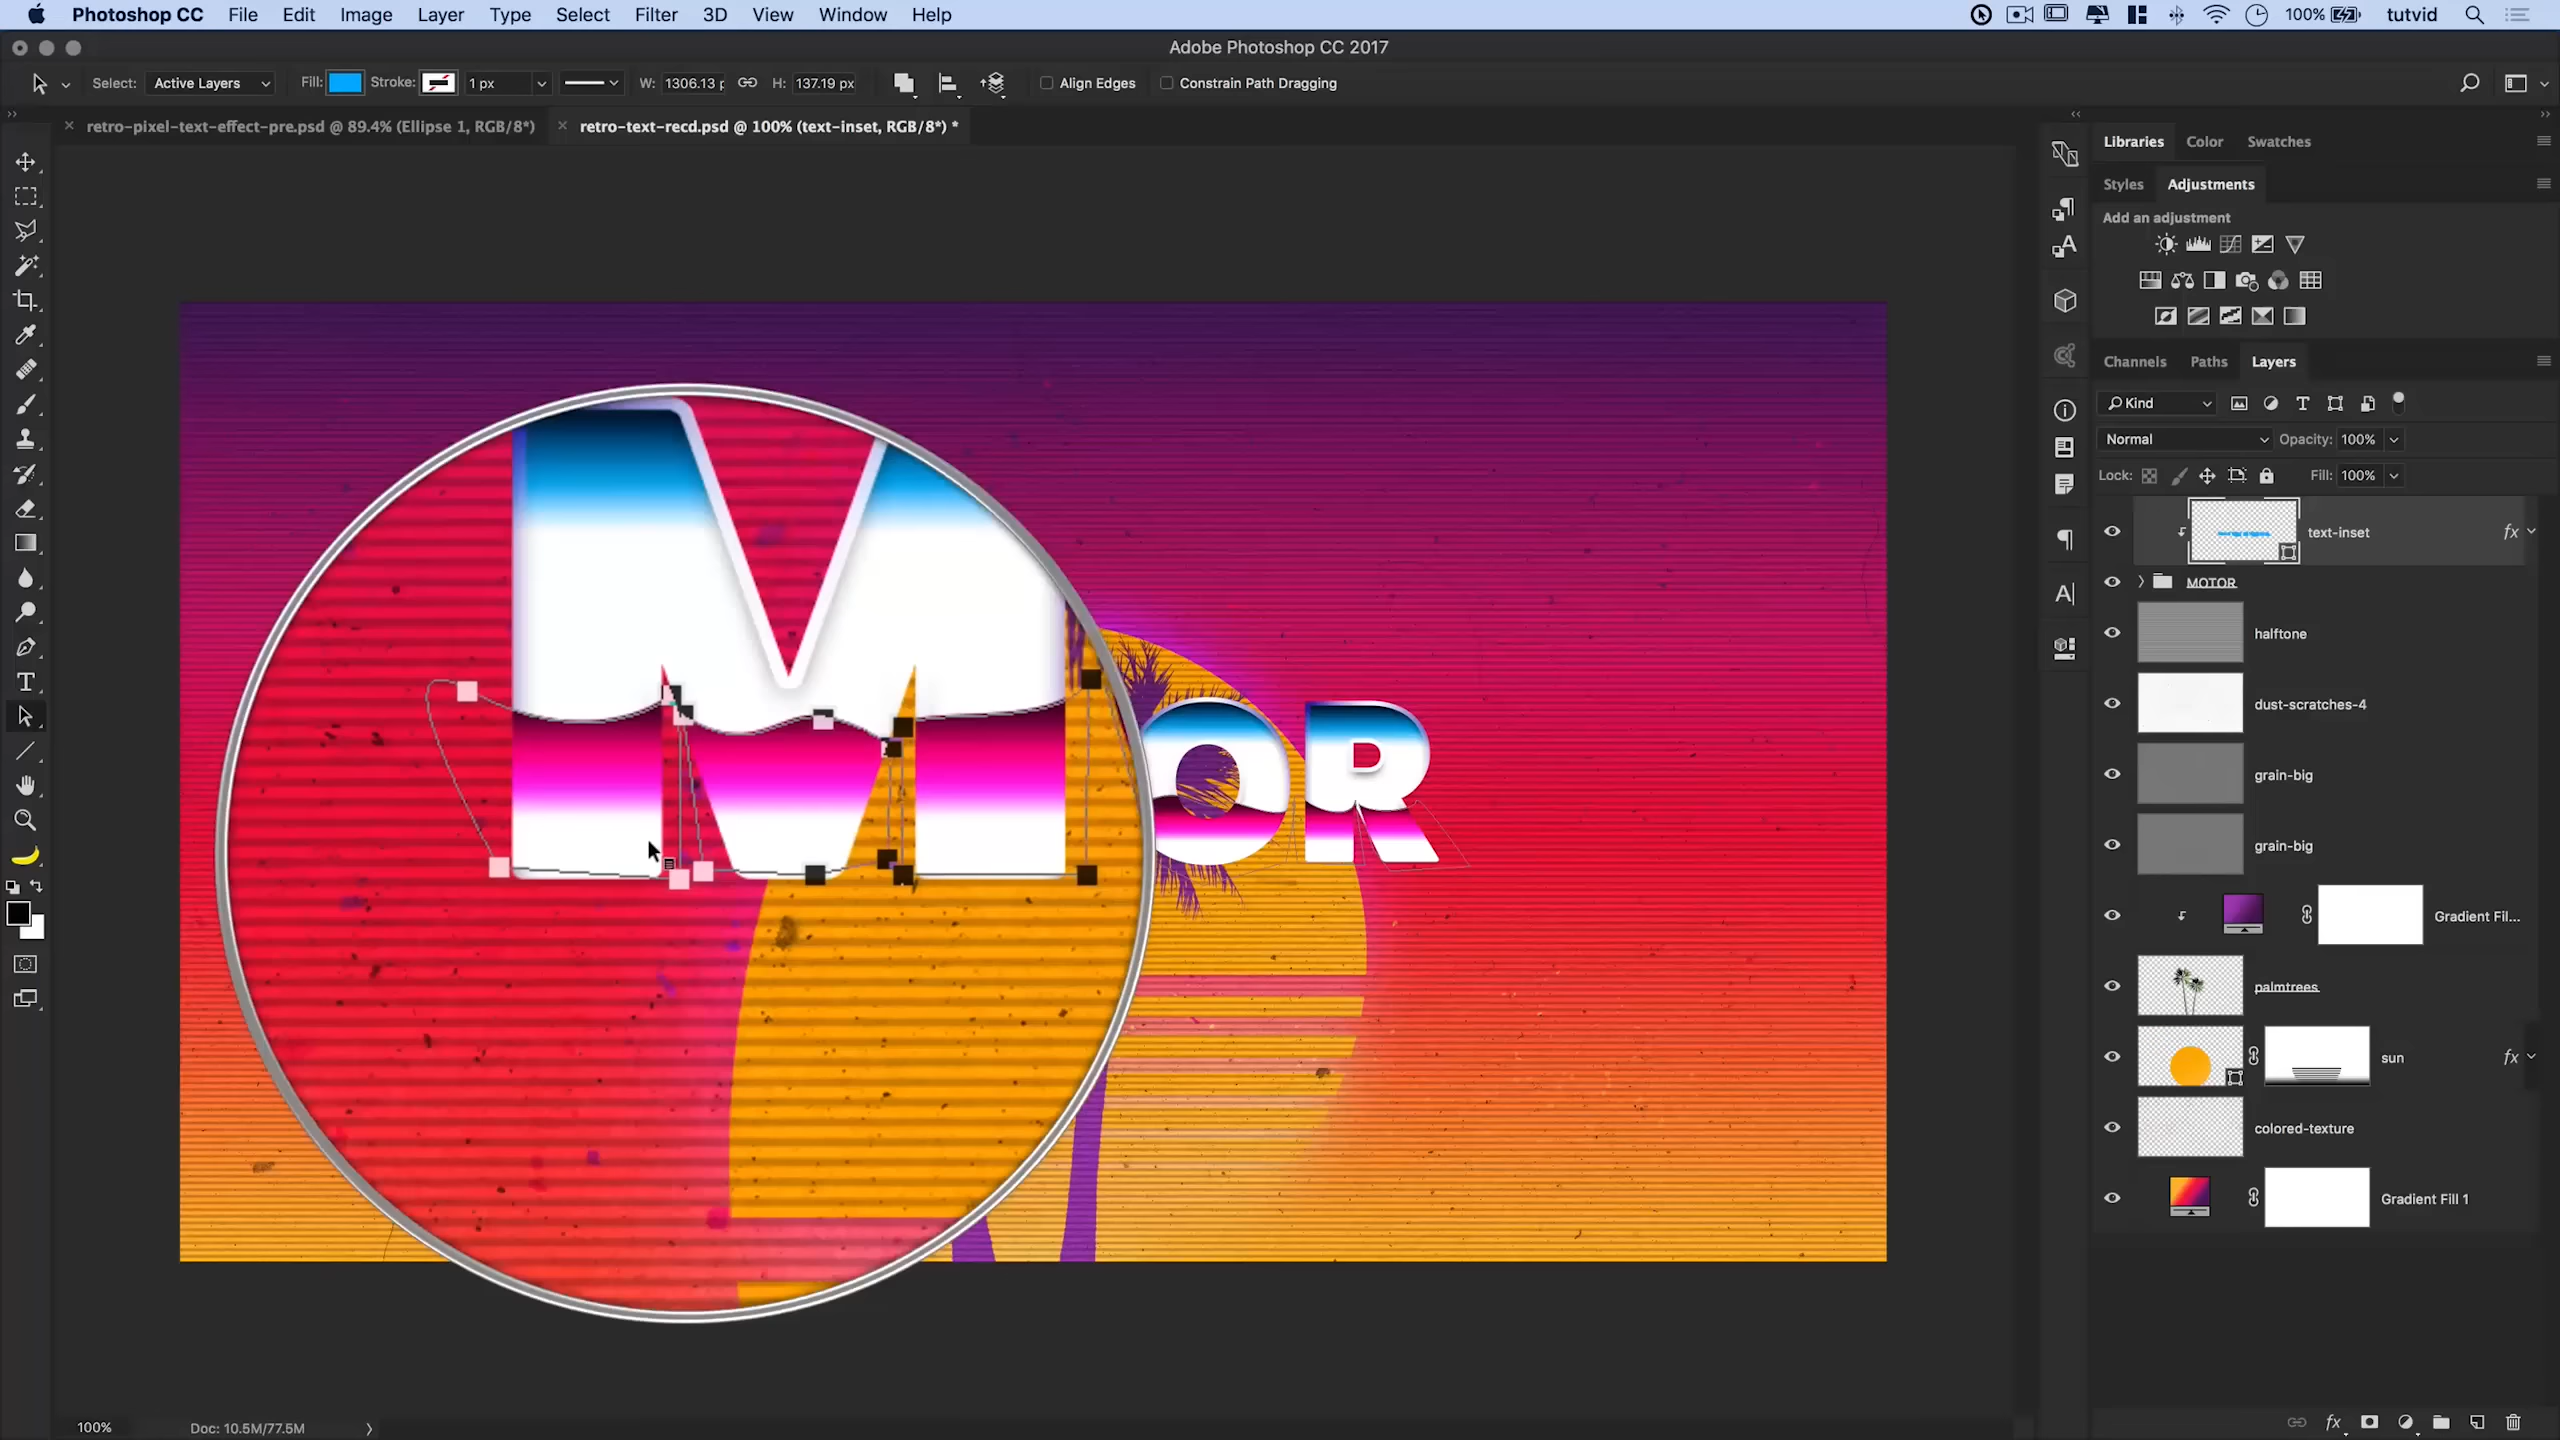 Photoshop CC File Edit Image Layer Type Select Filter 3D View Window Help 100% tutvid
Adobe Photoshop CC 2017
Select: Active Layers Fill: Stroke: 1 px W: 1306.13 p H: 137.19 px Align Edges Constrain Path Dragging
retro-pixel-text-effect-pre.psd @ 89.4% (Ellipse 1, RGB/8*) retro-text-recd.psd @ 100% (text-inset, RGB/8*) *
Libraries Color Swatches
Styles Adjustments
Add an adjustment
Channels Paths Layers
Kind
Normal Opacity: 100%
Lock: Fill: 100%
text-inset fx
MOTOR
halftone
dust-scratches-4
grain-big
grain-big
Gradient Fil...
palmtrees
sun fx
colored-texture
Gradient Fill 1
M
OR
100% Doc: 10.5M/77.5M
fx